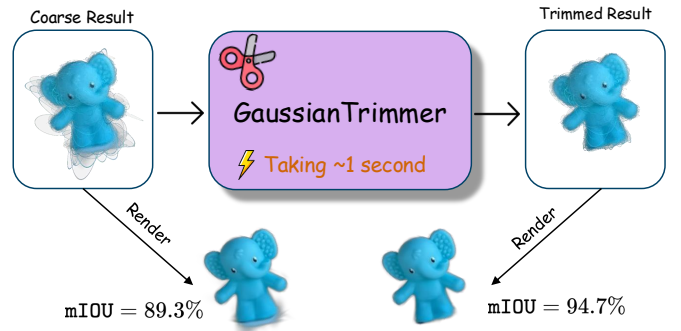 Coarse Result
Trimmed Result
GaussianTrimmer
Taking ~1 second
Render
Render
mIOU = 89.3%
mIOU = 94.7%